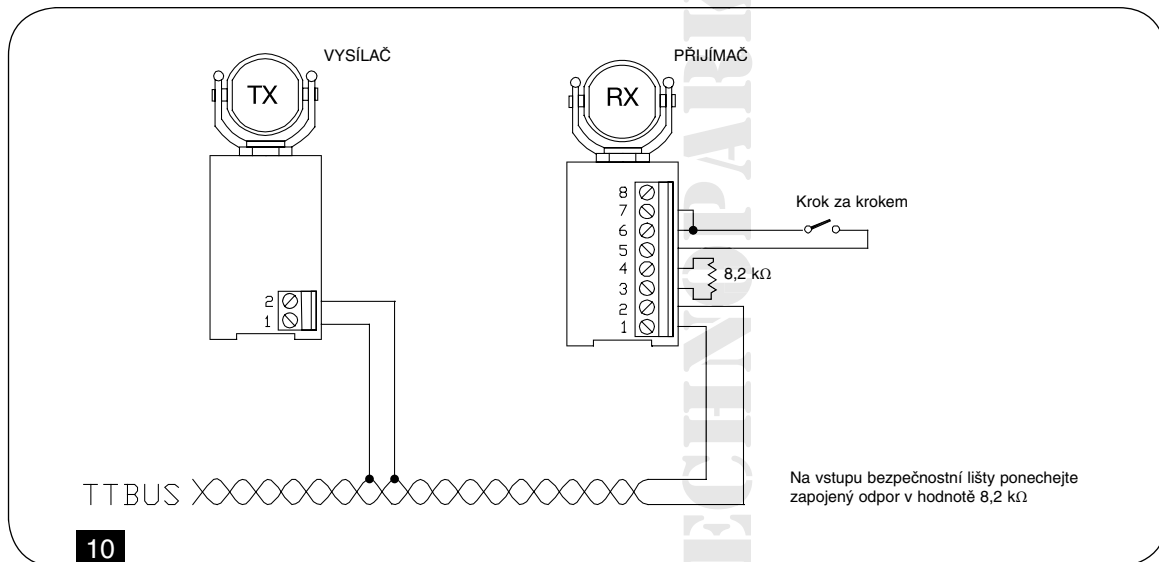 VYSÍLAČ
PŘIJÍMAČ
TX
RX
8
7
6
5
4
3
2
1
Krok za krokem
8,2 kΩ
2
1
TTBUS
Na vstupu bezpečnostní lišty ponechejte
zapojený odpor v hodnotě 8,2 kΩ
10
ECHNOPARK